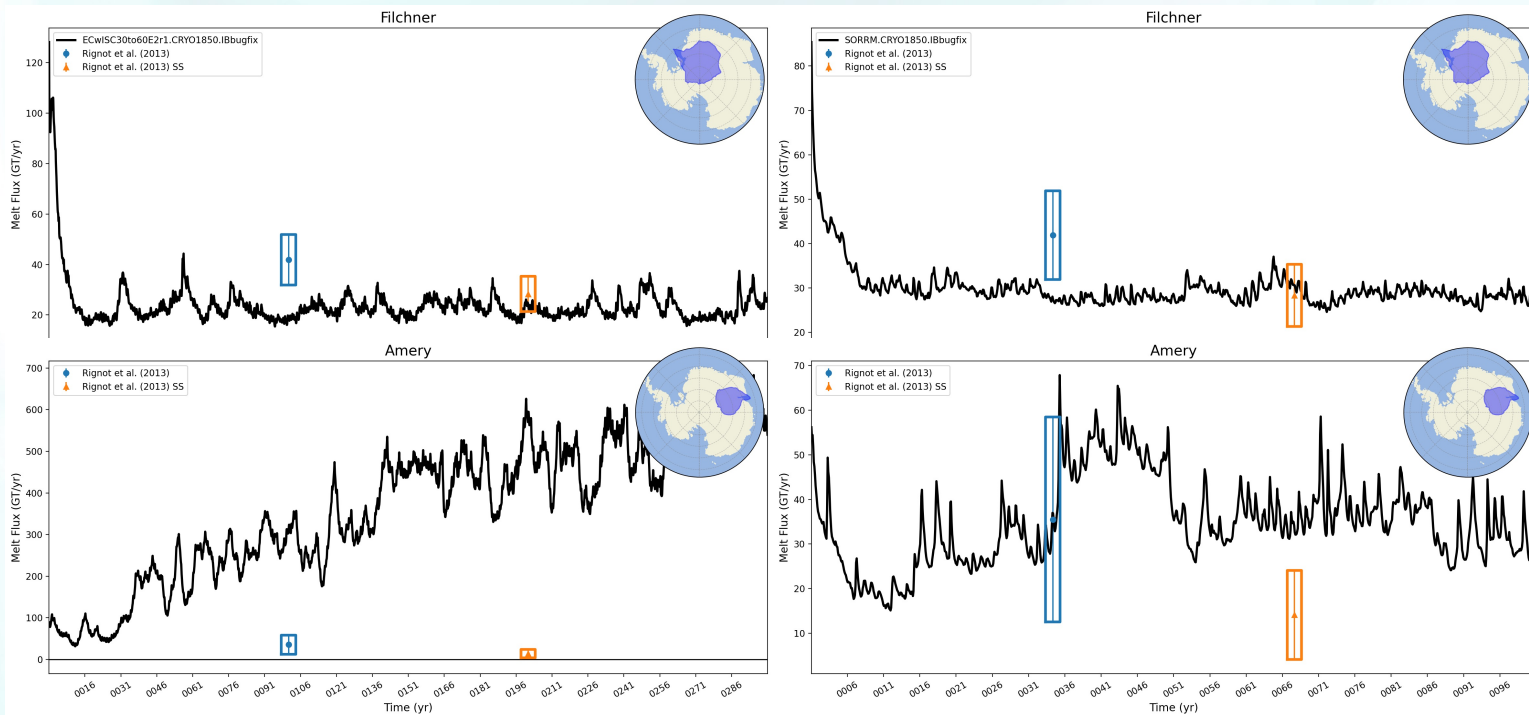 Filchner
ECwISC30to60E2r1.CRYO1850.IBbugfix
Rignot et al. (2013)
Rignot et al. (2013) SS
Melt Flux (GT/yr)
120
100
80
60
40
20
Filchner
SORRM.CRYO1850.IBbugfix
Rignot et al. (2013)
Rignot et al. (2013) SS
Melt Flux (GT/yr)
80
70
60
50
40
30
20
Amery
Rignot et al. (2013)
Rignot et al. (2013) SS
Melt Flux (GT/yr)
700
600
500
400
300
200
100
0
0016 0031 0046 0061 0076 0091 0106 0121 0136 0151 0166 0181 0196 0211 0226 0241 0256 0271 0286
Time (yr)
Amery
Rignot et al. (2013)
Rignot et al. (2013) SS
Melt Flux (GT/yr)
70
60
50
40
30
20
10
0006 0011 0016 0021 0026 0031 0036 0041 0046 0051 0056 0061 0066 0071 0076 0081 0086 0091 0096
Time (yr)